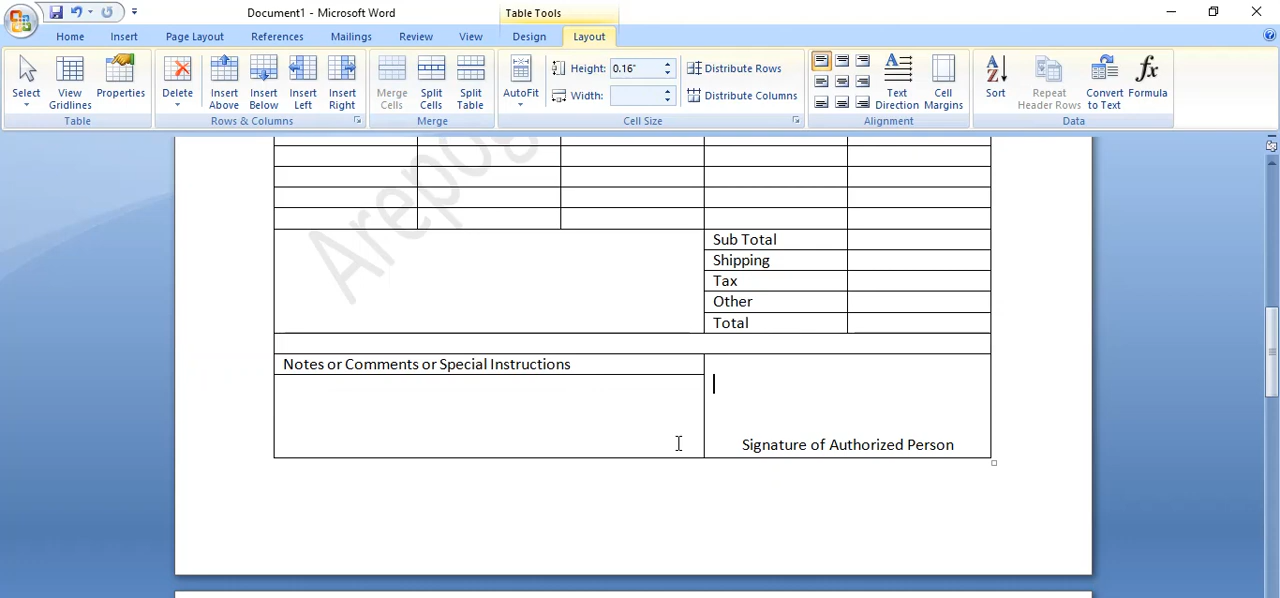 Document1 - Microsoft Word
Table Tools
Home Insert Page Layout References Mailings Review View Design Layout
Select
View Gridlines
Properties
Delete
Insert Above
Insert Below
Insert Left
Insert Right
Merge Cells
Split Cells
Split Table
AutoFit
Height: 0.16"
Width:
Distribute Rows
Distribute Columns
Text Direction
Cell Margins
Sort
Repeat Header Rows
Convert to Text
Formula
Table Rows & Columns Merge Cell Size Alignment Data
Sub Total
Shipping
Tax
Other
Total
Notes or Comments or Special Instructions
Signature of Authorized Person